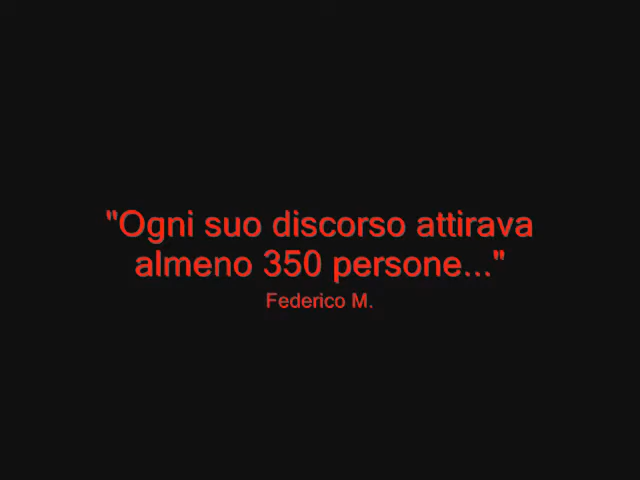 "Ogni suo discorso attirava
almeno 350 persone..."
Federico M.